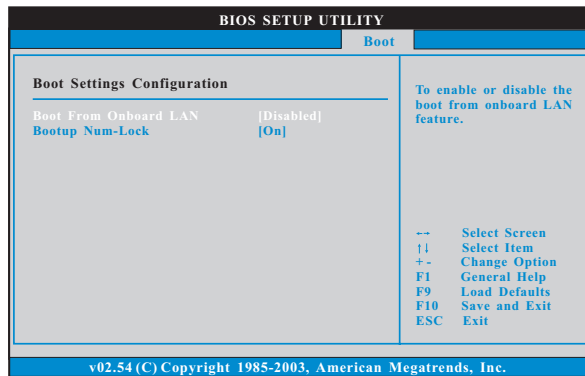 BIOS SETUP UTILITY
Boot
Boot Settings Configuration
Boot From Onboard LAN [Disabled]
Bootup Num-Lock [On]
To enable or disable the
boot from onboard LAN
feature.
←→ Select Screen
↑↓ Select Item
+ - Change Option
F1 General Help
F9 Load Defaults
F10 Save and Exit
ESC Exit
v02.54 (C) Copyright 1985-2003, American Megatrends, Inc.